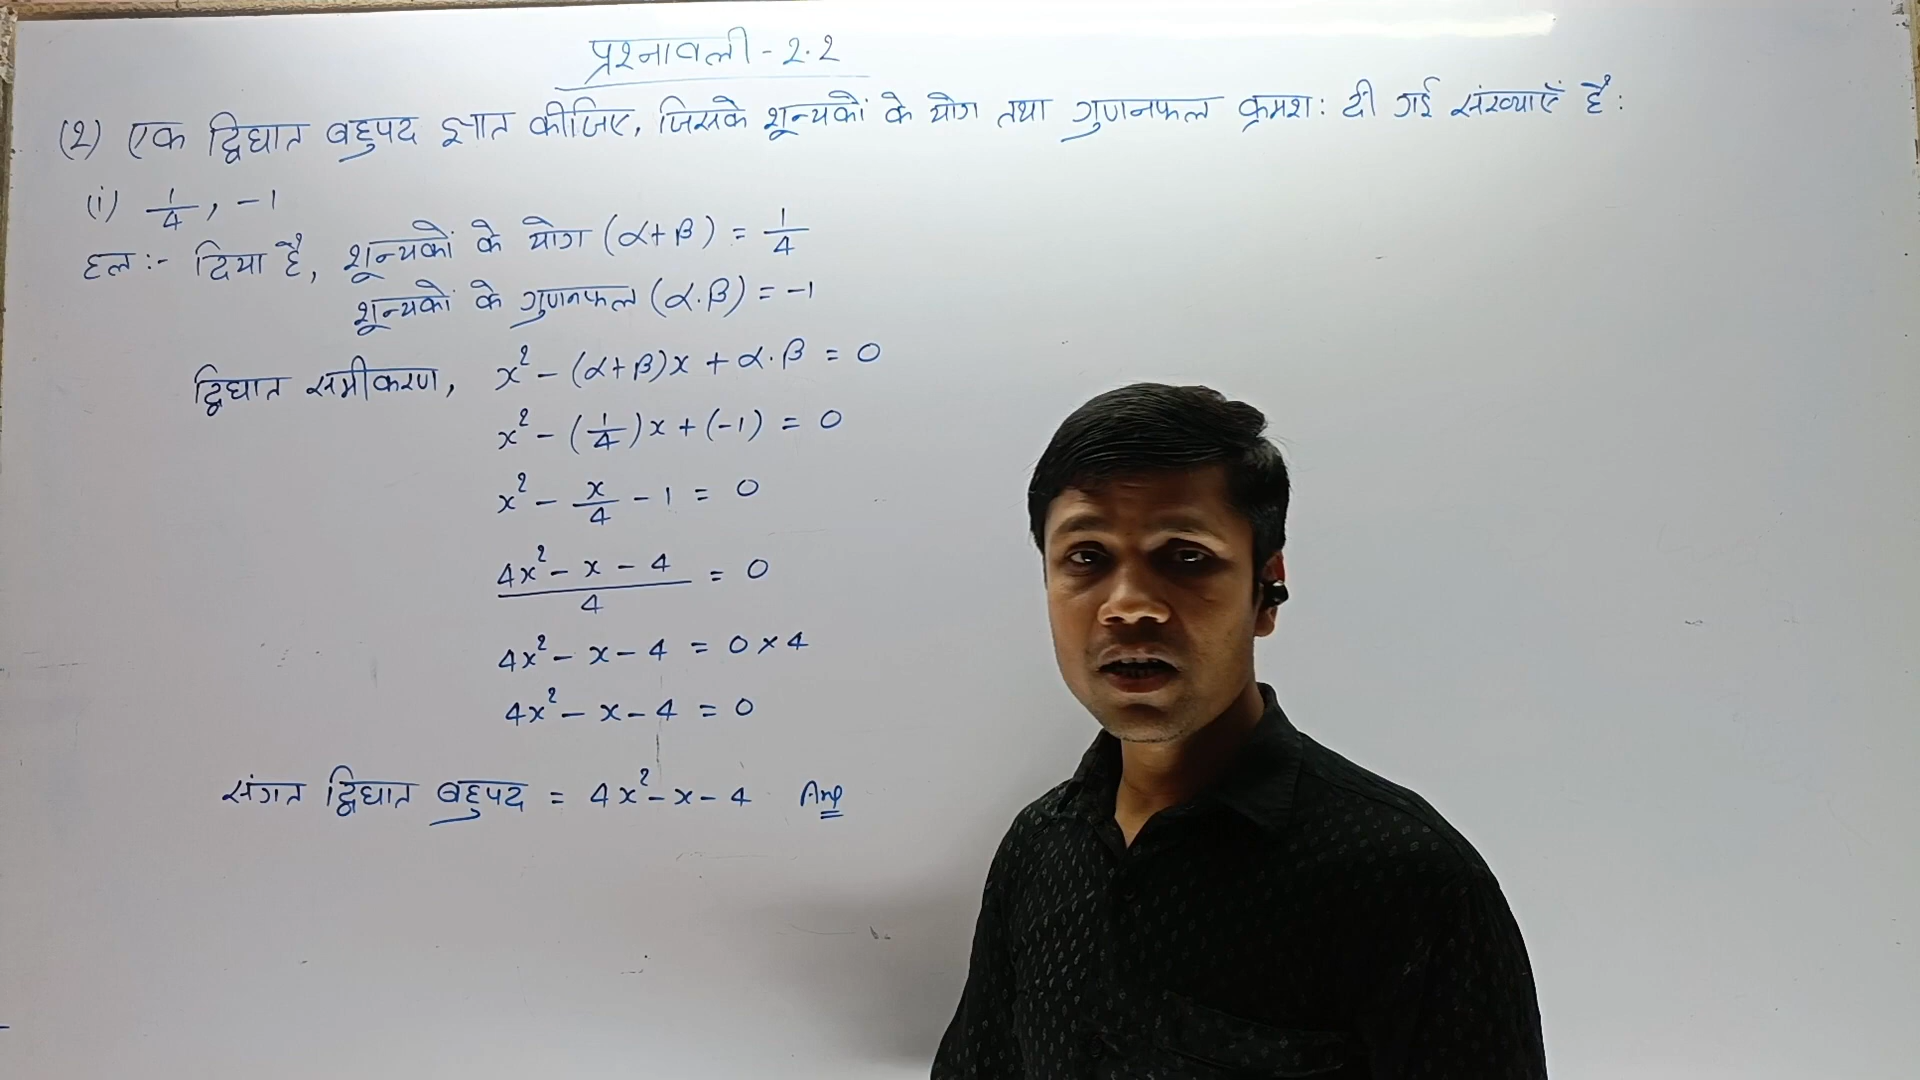 प्रश्नावली - 2.2
(2) एक द्विघात बहुपद ज्ञात कीजिए, जिसके शून्यकों के योग तथा गुणनफल क्रमश: दी गई संख्याएँ हैं :
(i) 1/4, -1
हल :- दिया है, शून्यकों के योग (α+β) = 1/4
शून्यकों के गुणनफल (α.β) = -1
द्विघात समीकरण, x² - (α+β)x + α.β = 0
x² - (1/4)x + (-1) = 0
x² - x/4 - 1 = 0
(4x² - x - 4)/4 = 0
4x² - x - 4 = 0 × 4
4x² - x - 4 = 0
संगत द्विघात बहुपद = 4x² - x - 4 Ans